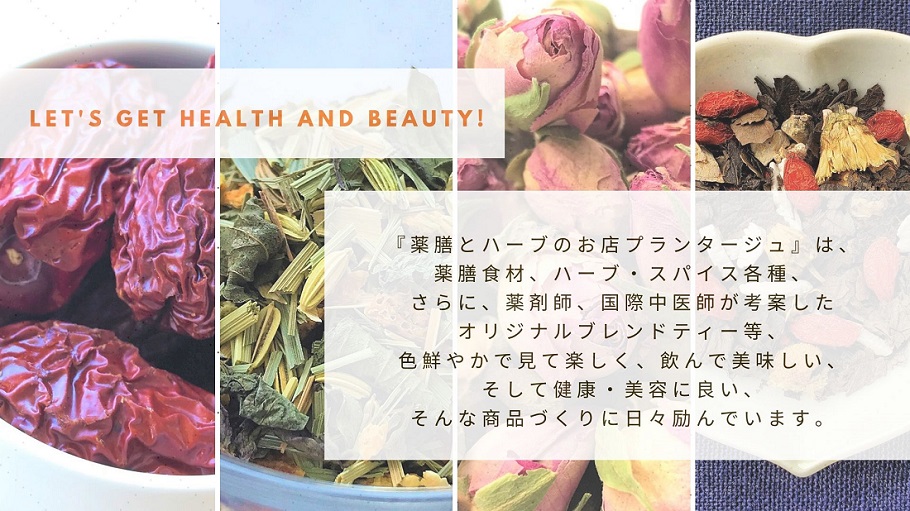 LET'S GET HEALTH AND BEAUTY!
『薬膳とハーブのお店プランタージュ』は、
薬膳食材、ハーブ・スパイス各種、
さらに、薬剤師、国際中医師が考案した
オリジナルブレンドティー等、
色鮮やかで見て楽しく、飲んで美味しい、
そして健康・美容に良い、
そんな商品づくりに日々励んでいます。